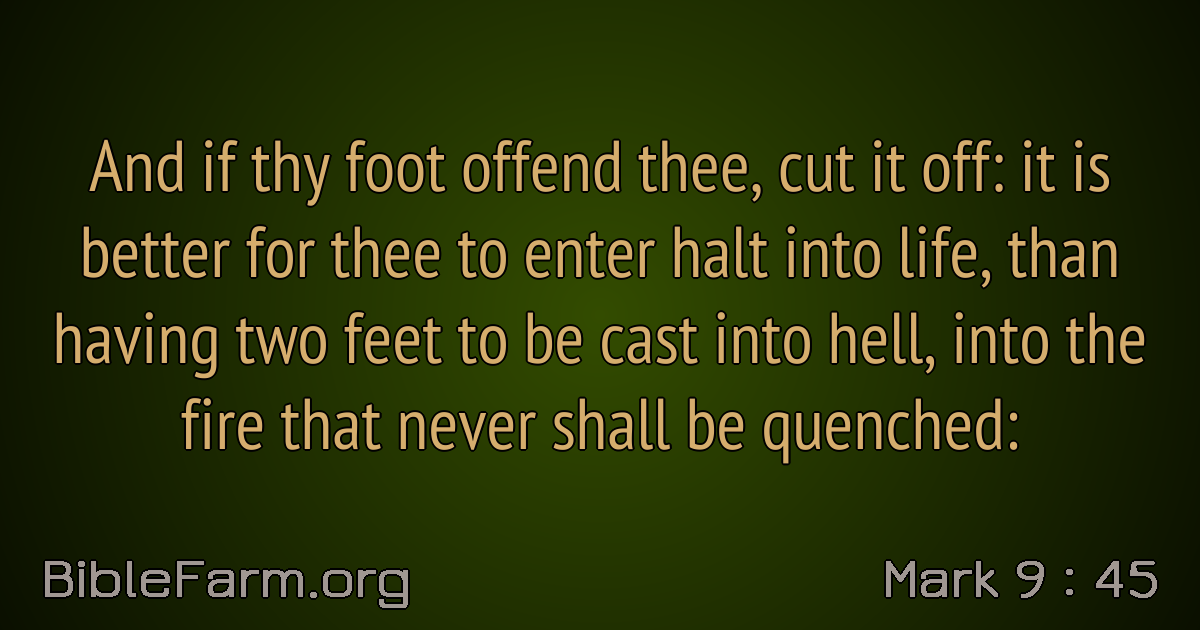 And if thy foot offend thee, cut it off: it is
better for thee to enter halt into life, than
having two feet to be cast into hell, into the
fire that never shall be quenched:
BibleFarm.org
Mark 9 : 45